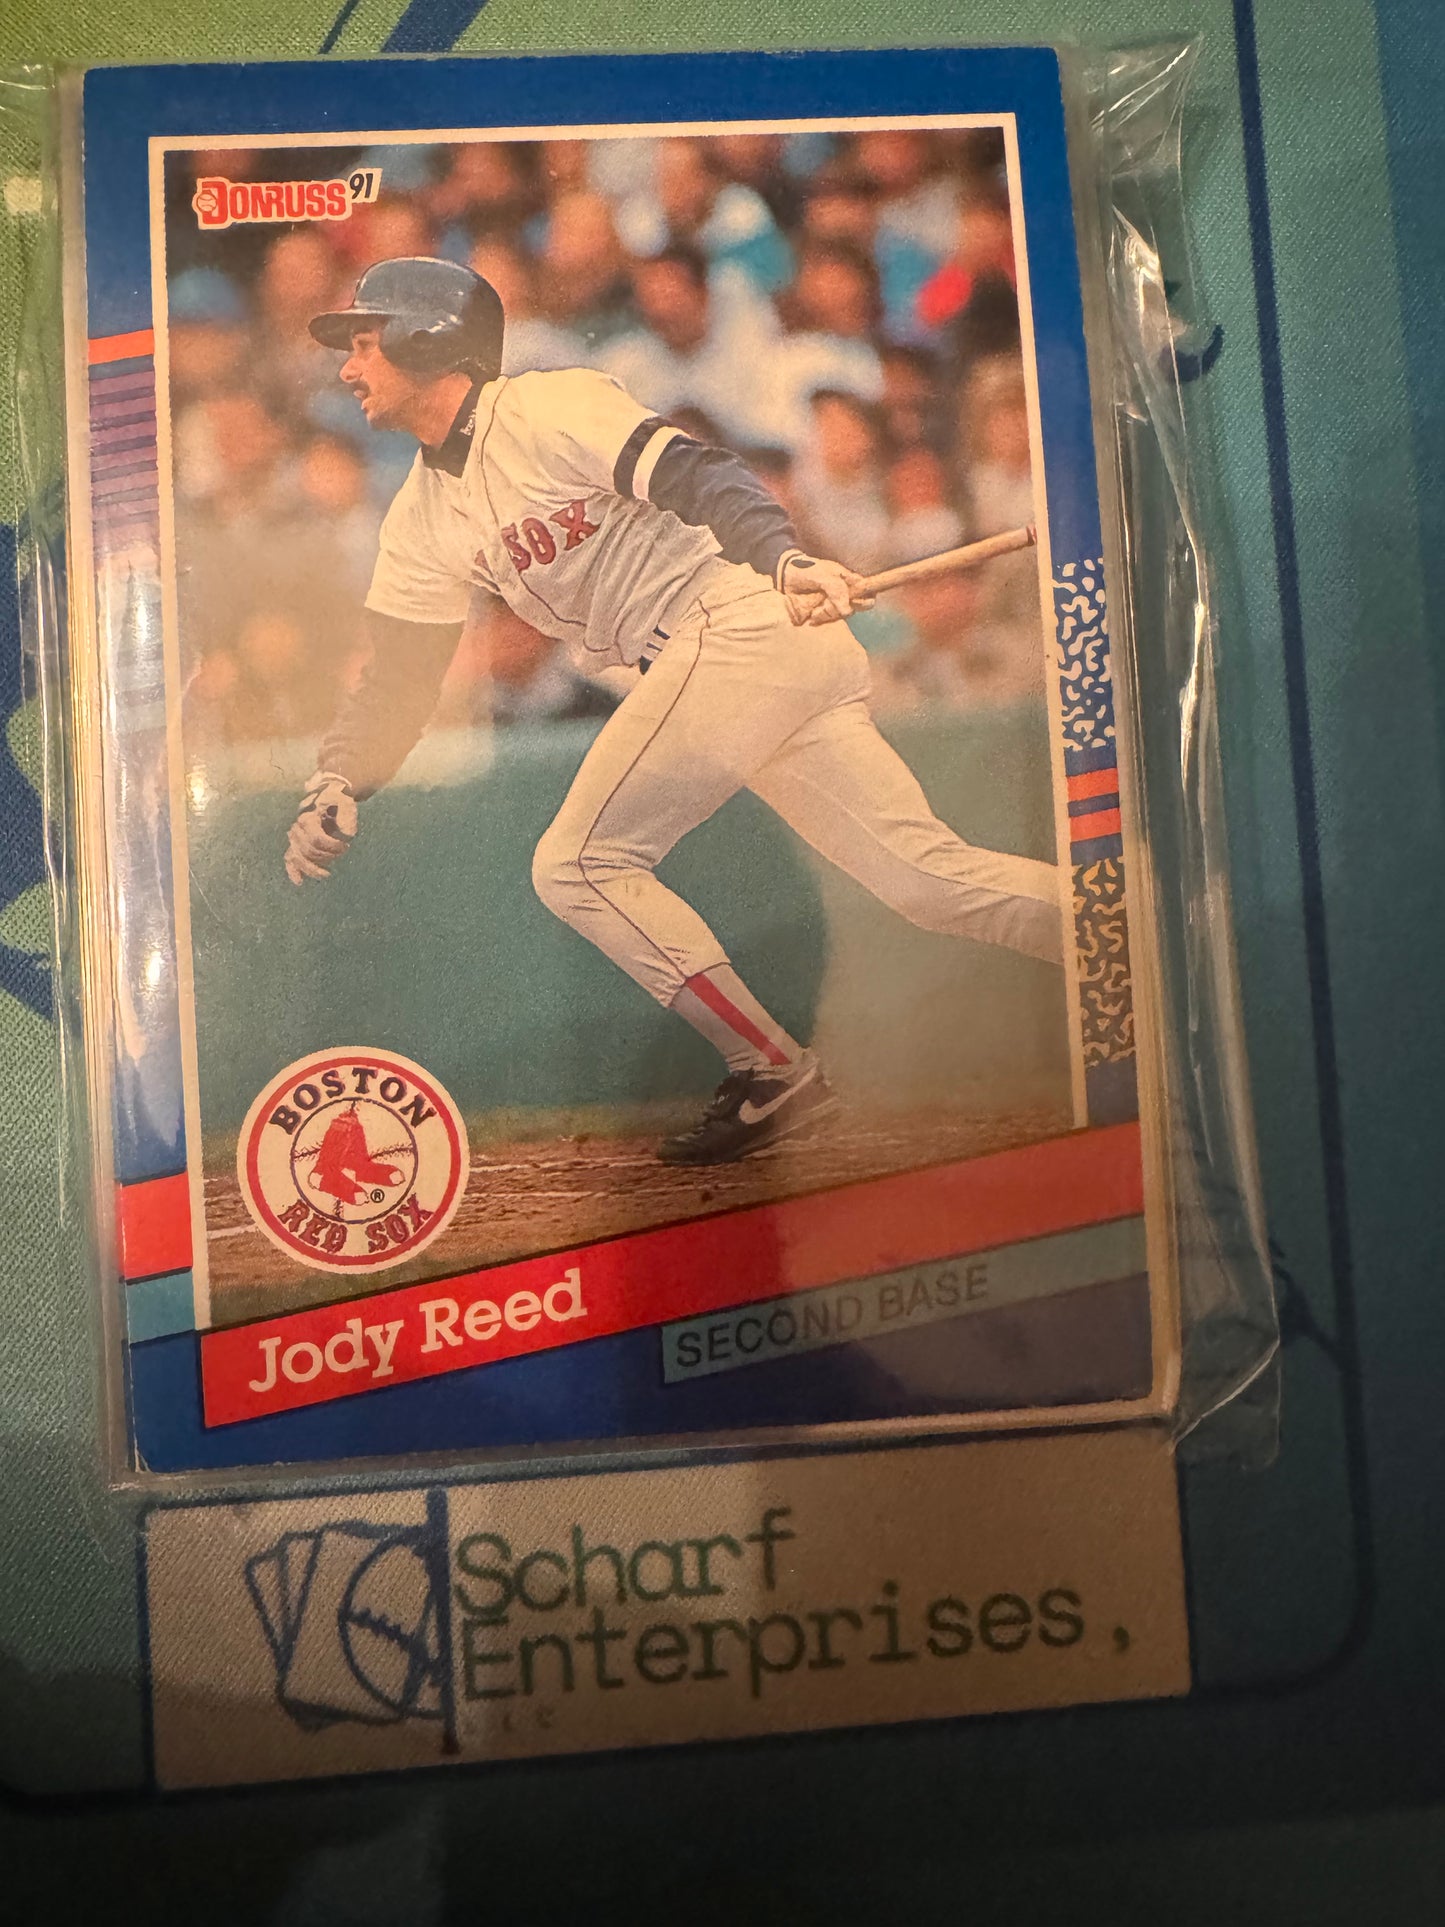 DONRUSS 91
SOX
BOSTON
RED SOX
®
Jody Reed
SECOND BASE
Scharf
Enterprises,